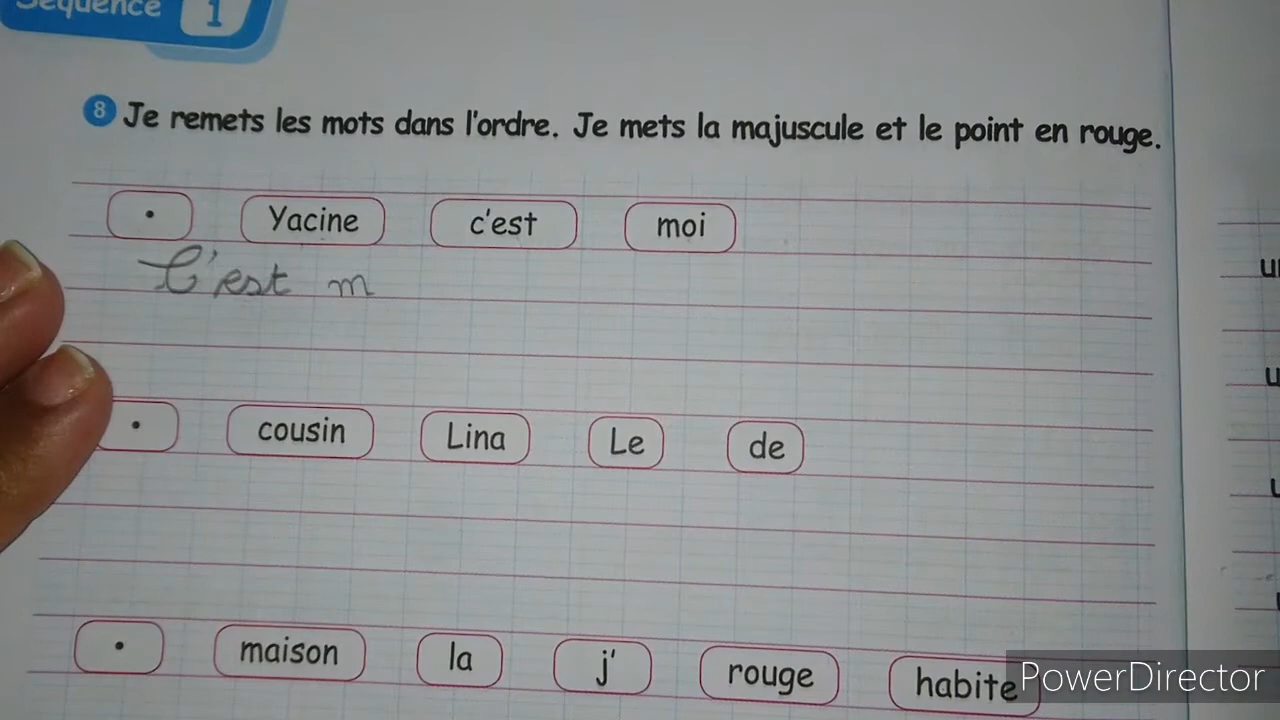 Séquence 1
8 Je remets les mots dans l'ordre. Je mets la majuscule et le point en rouge.
. Yacine c'est moi
C'est m
. cousin Lina Le de
. maison la j' rouge habite
PowerDirector